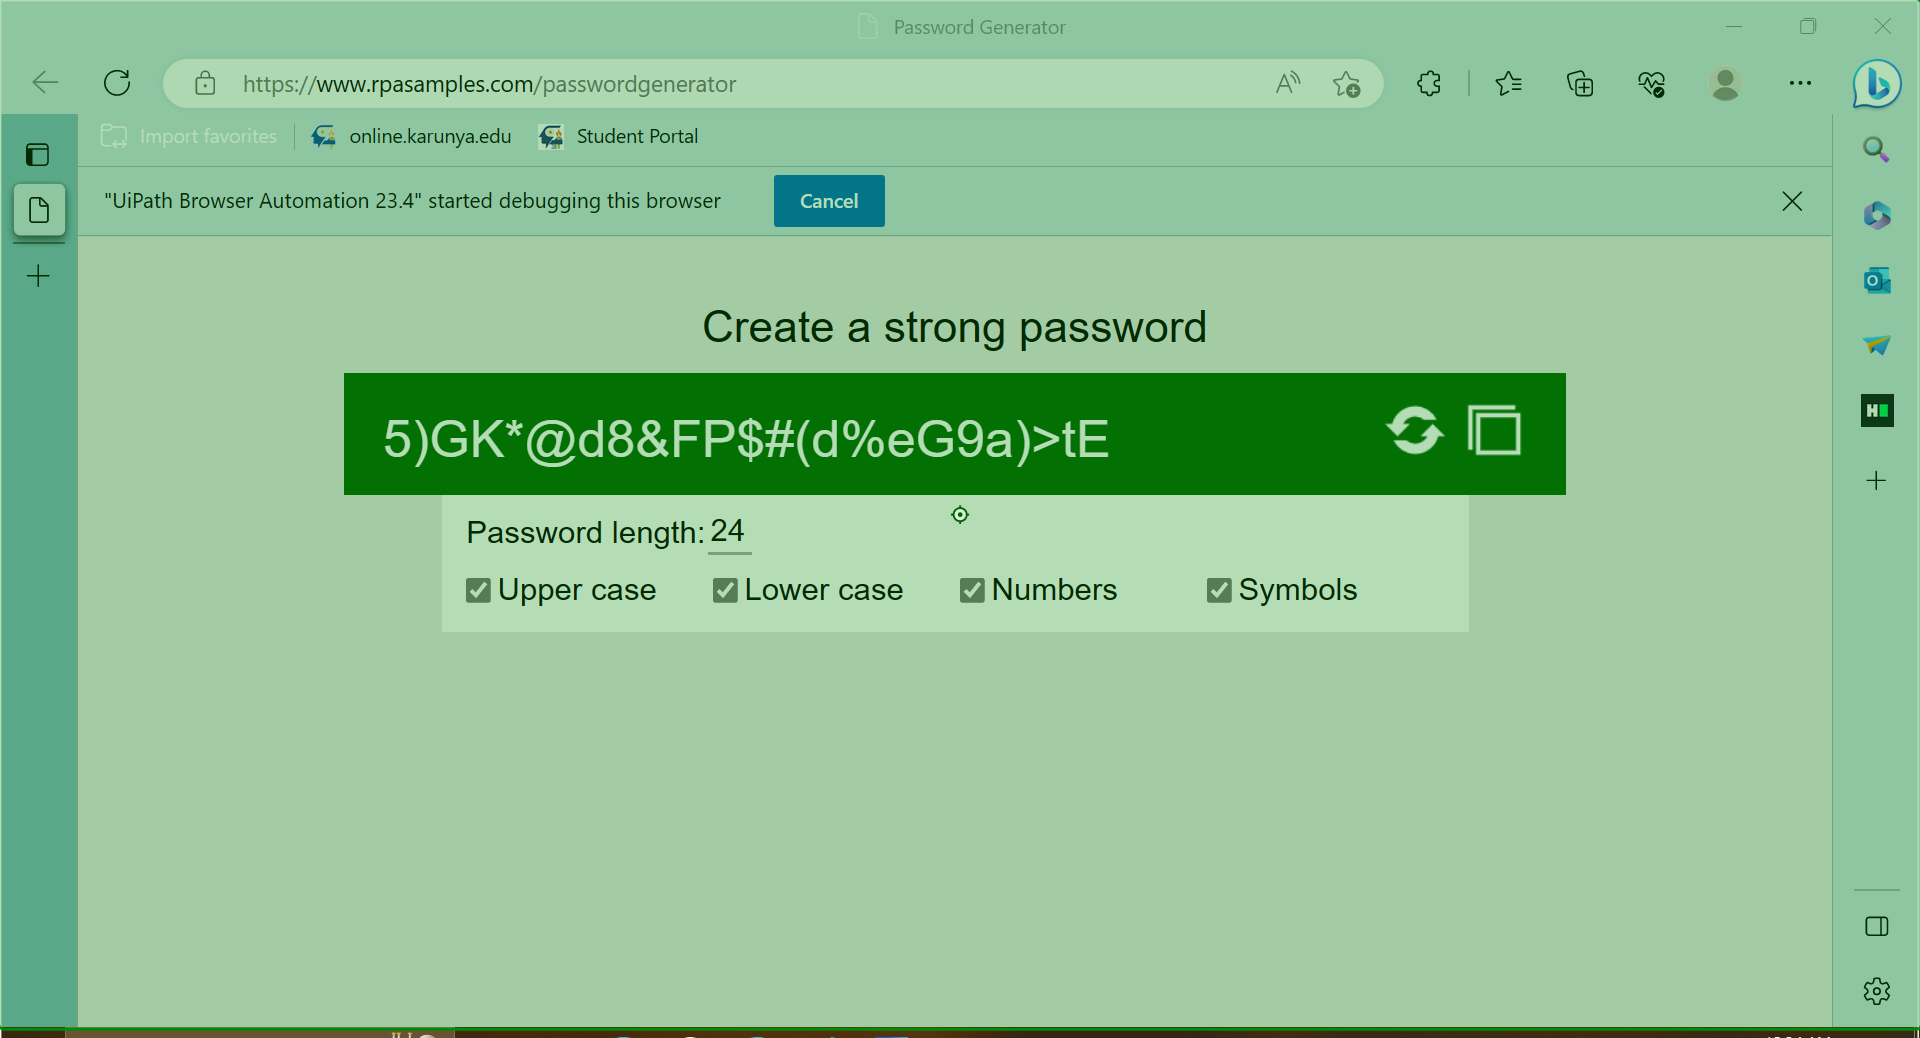 Password Generator
https://www.rpasamples.com/passwordgenerator
Import favorites
online.karunya.edu
Student Portal
"UiPath Browser Automation 23.4" started debugging this browser
Cancel
Create a strong password
5)GK*@d8&FP$#(d%eG9a)>tE
Password length: 24
Upper case Lower case Numbers Symbols